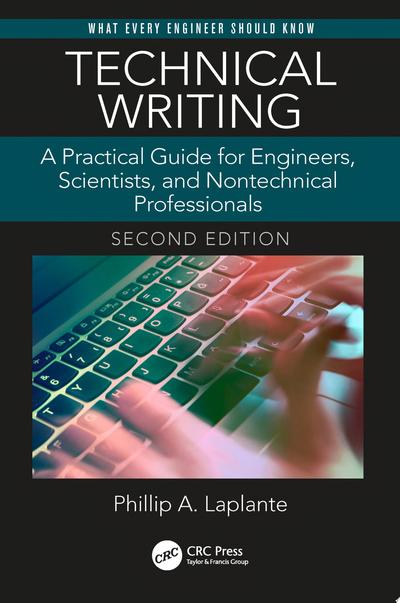 WHAT EVERY ENGINEER SHOULD KNOW
TECHNICAL
WRITING
A Practical Guide for Engineers,
Scientists, and Nontechnical
Professionals
SECOND EDITION
Phillip A. Laplante
CRC
CRC Press
Taylor & Francis Group